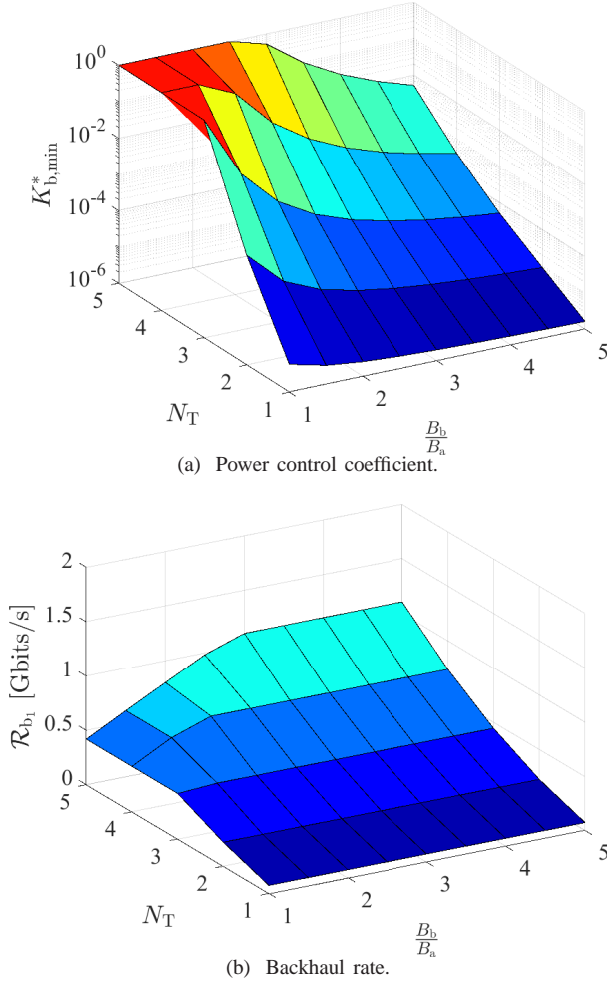 10^0
10^-2
10^-4
10^-6
K*_b,min
5
4
3
2
1
N_T
1
2
3
4
5
B_b
B_a
(a) Power control coefficient.
2
1.5
1
0.5
0
R_b_1 [Gbits/s]
5
4
3
2
1
N_T
1
2
3
4
5
B_b
B_a
(b) Backhaul rate.